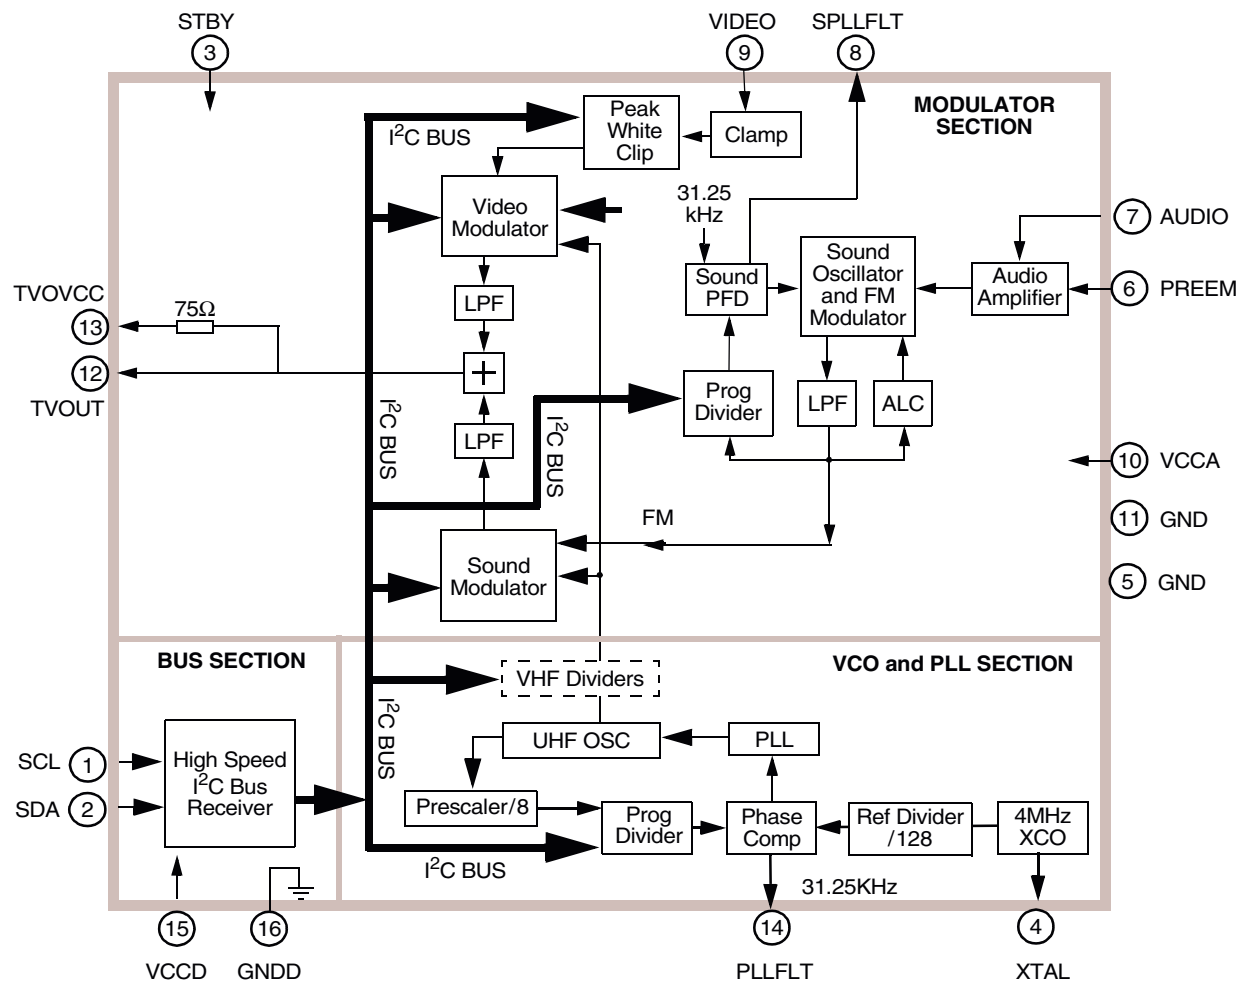 STBY
3
VIDEO
9
SPLLFLT
8
MODULATOR
SECTION
I²C BUS
Peak
White
Clip
Clamp
Video
Modulator
31.25
kHz
7
AUDIO
Sound
PFD
Sound
Oscillator
and FM
Modulator
Audio
Amplifier
6
PREEM
TVOVCC
13
75Ω
LPF
12
TVOUT
+
Prog
Divider
LPF
ALC
I²C BUS
LPF
I²C BUS
10
VCCA
FM
11
GND
Sound
Modulator
5
GND
BUS SECTION
VCO and PLL SECTION
VHF Dividers
I²C BUS
UHF OSC
PLL
SCL
1
SDA
2
High Speed
I²C Bus
Receiver
Prescaler/8
Prog
Divider
Phase
Comp
Ref Divider
/128
4MHz
XCO
I²C BUS
31.25KHz
15
VCCD
16
GNDD
14
PLLFLT
4
XTAL